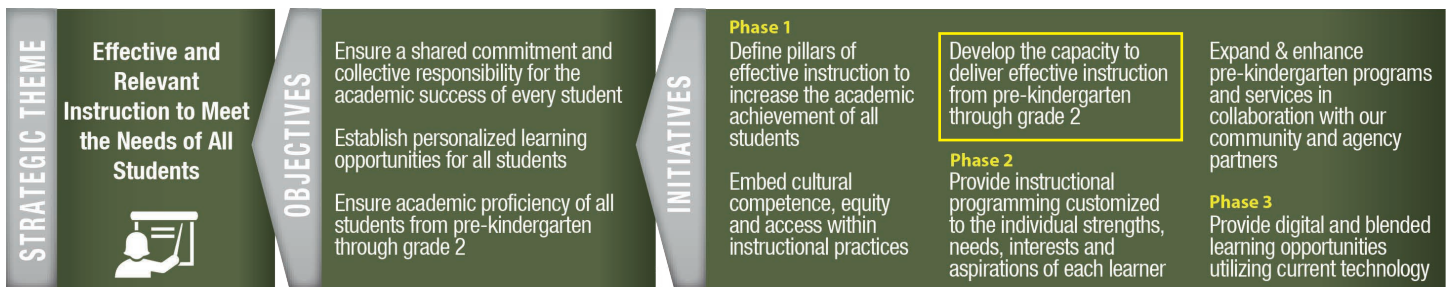 STRATEGIC THEME
Effective and
Relevant
Instruction to Meet
the Needs of All
Students
OBJECTIVES
Ensure a shared commitment and
collective responsibility for the
academic success of every student
Establish personalized learning
opportunities for all students
Ensure academic proficiency of all
students from pre-kindergarten
through grade 2
INITIATIVES
Phase 1
Define pillars of
effective instruction to
increase the academic
achievement of all
students
Embed cultural
competence, equity
and access within
instructional practices
Develop the capacity to
deliver effective instruction
from pre-kindergarten
through grade 2
Phase 2
Provide instructional
programming customized
to the individual strengths,
needs, interests and
aspirations of each learner
Expand & enhance
pre-kindergarten programs
and services in
collaboration with our
community and agency
partners
Phase 3
Provide digital and blended
learning opportunities
utilizing current technology